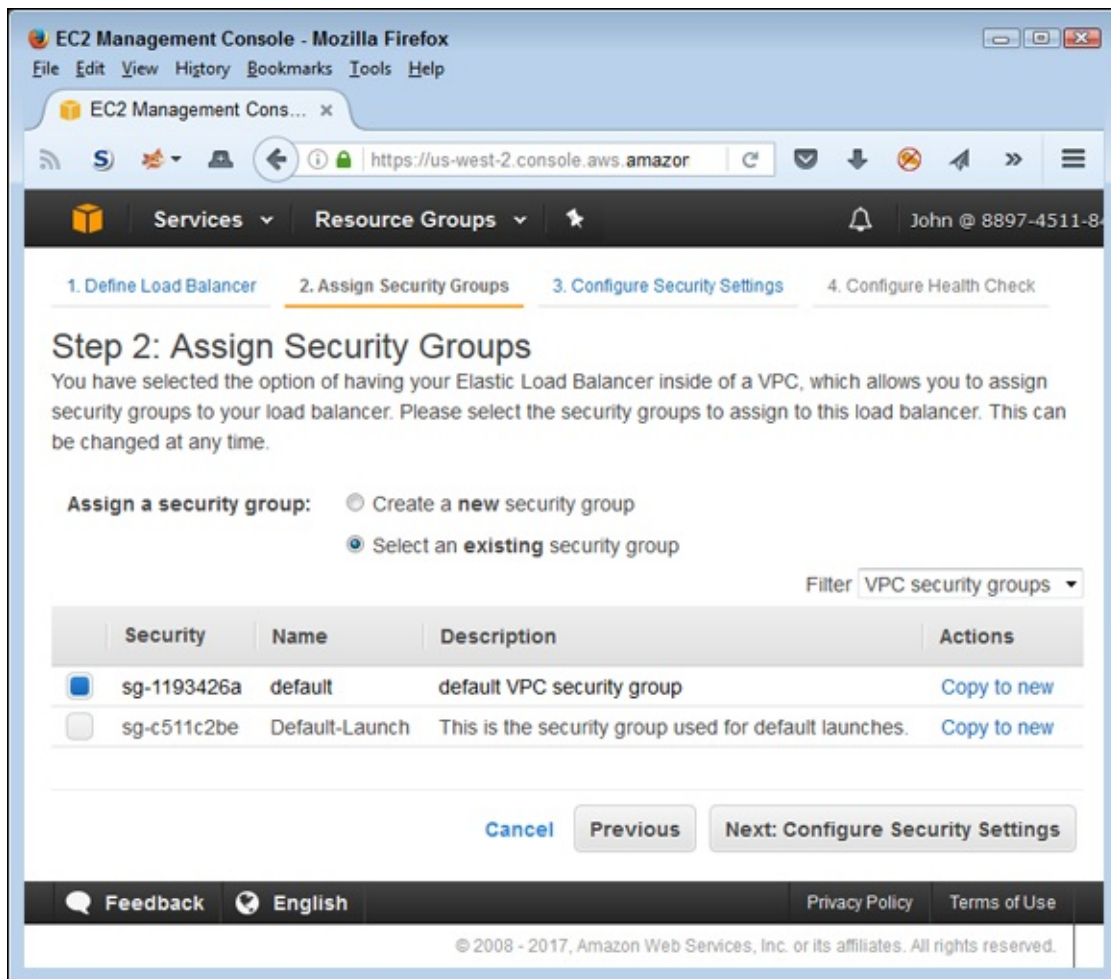 EC2 Management Console - Mozilla Firefox
File Edit View History Bookmarks Tools Help
EC2 Management Cons... ×
https://us-west-2.console.aws.amazor
Services Resource Groups John @ 8897-4511-84
1. Define Load Balancer 2. Assign Security Groups 3. Configure Security Settings 4. Configure Health Check
Step 2: Assign Security Groups
You have selected the option of having your Elastic Load Balancer inside of a VPC, which allows you to assign
security groups to your load balancer. Please select the security groups to assign to this load balancer. This can
be changed at any time.
Assign a security group: Create a new security group
Select an existing security group
Filter VPC security groups
Security Name Description Actions
sg-1193426a default default VPC security group Copy to new
sg-c511c2be Default-Launch This is the security group used for default launches. Copy to new
Cancel Previous Next: Configure Security Settings
Feedback English Privacy Policy Terms of Use
© 2008 - 2017, Amazon Web Services, Inc. or its affiliates. All rights reserved.